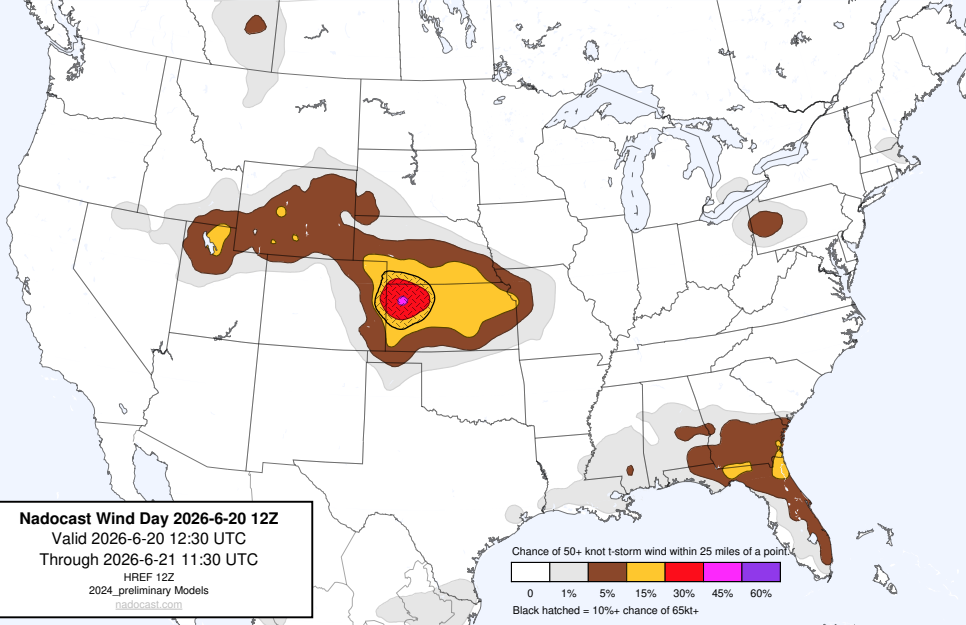 Nadocast Wind Day 2026-6-20 12Z
Valid 2026-6-20 12:30 UTC
Through 2026-6-21 11:30 UTC
HREF 12Z
2024_preliminary Models
nadocast.com
Chance of 50+ knot t-storm wind within 25 miles of a point.
0 1% 5% 15% 30% 45% 60%
Black hatched = 10%+ chance of 65kt+